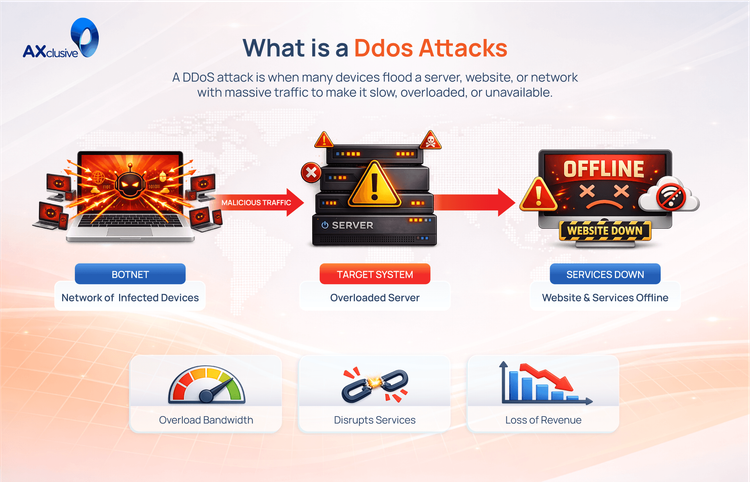 AXclusive
What is a Ddos Attacks
A DDoS attack is when many devices flood a server, website, or network
with massive traffic to make it slow, overloaded, or unavailable.
MALICIOUS TRAFFIC
SERVER
OFFLINE
WEBSITE DOWN
BOTNET
Network of Infected Devices
TARGET SYSTEM
Overloaded Server
SERVICES DOWN
Website & Services Offline
Overload Bandwidth
Disrupts Services
Loss of Revenue